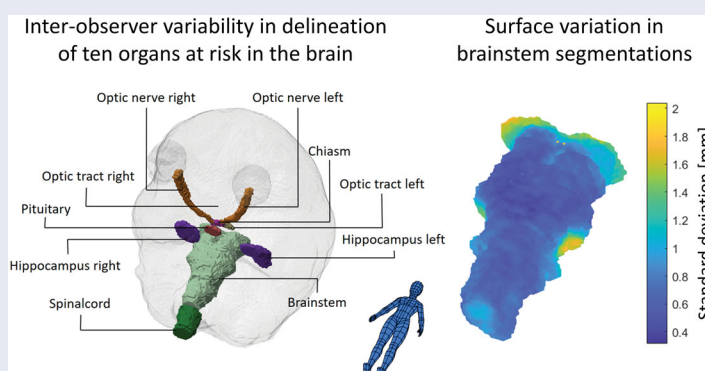 Inter-observer variability in delineation
of ten organs at risk in the brain
Surface variation in
brainstem segmentations
Optic nerve right
Optic nerve left
Chiasm
Optic tract right
Optic tract left
Pituitary
Hippocampus left
Hippocampus right
Spinalcord
Brainstem
2
1.8
1.6
1.4
1.2
1
0.8
0.6
0.4
Standard deviation [mm]